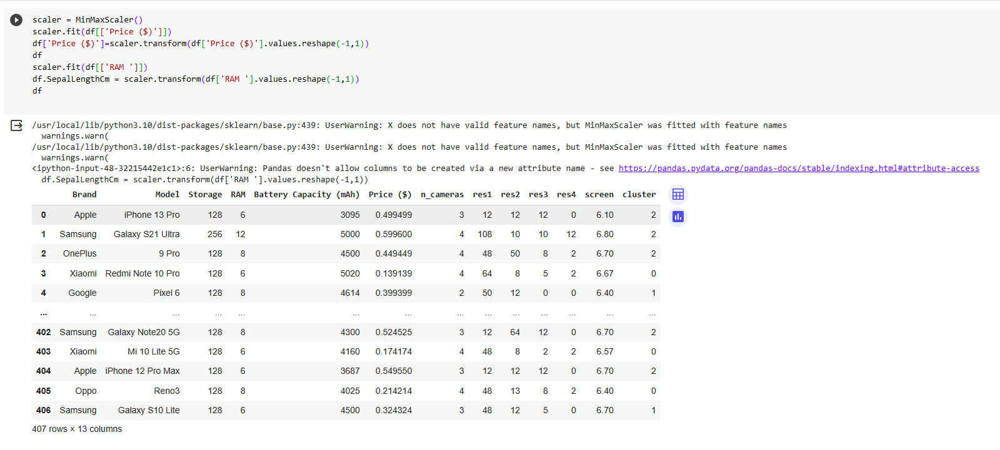 scaler = MinMaxScaler()
scaler.fit(df[['Price ($)']])
df['Price ($)']=scaler.transform(df['Price ($)'].values.reshape(-1,1))
df
scaler.fit(df[['RAM ']])
df.SepalLengthCm = scaler.transform(df['RAM '].values.reshape(-1,1))
df
/usr/local/lib/python3.10/dist-packages/sklearn/base.py:439: UserWarning: X does not have valid feature names, but MinMaxScaler was fitted with feature names
warnings.warn(
/usr/local/lib/python3.10/dist-packages/sklearn/base.py:439: UserWarning: X does not have valid feature names, but MinMaxScaler was fitted with feature names
warnings.warn(
<ipython-input-48-32215442e1c1>:6: UserWarning: Pandas doesn't allow columns to be created via a new attribute name - see https://pandas.pydata.org/pandas-docs/stable/indexing.html#attribute-access
df.SepalLengthCm = scaler.transform(df['RAM '].values.reshape(-1,1))
Brand Model Storage RAM Battery Capacity (mAh) Price ($) n_cameras res1 res2 res3 res4 screen cluster
0 Apple iPhone 13 Pro 128 6 3095 0.499499 3 12 12 12 0 6.10 2
1 Samsung Galaxy S21 Ultra 256 12 5000 0.599600 4 108 10 10 12 6.80 2
2 OnePlus 9 Pro 128 8 4500 0.449449 4 48 50 8 2 6.70 2
3 Xiaomi Redmi Note 10 Pro 128 6 5020 0.139139 4 64 8 5 2 6.67 0
4 Google Pixel 6 128 8 4614 0.399399 2 50 12 0 0 6.40 1
... ... ... ... ... ... ... ... ... ... ... ... ... ...
402 Samsung Galaxy Note20 5G 128 8 4300 0.524525 3 12 64 12 0 6.70 2
403 Xiaomi Mi 10 Lite 5G 128 6 4160 0.174174 4 48 8 2 2 6.57 0
404 Apple iPhone 12 Pro Max 128 6 3687 0.549550 3 12 12 12 0 6.70 2
405 Oppo Reno3 128 8 4025 0.214214 4 48 13 8 2 6.40 0
406 Samsung Galaxy S10 Lite 128 6 4500 0.324324 3 48 12 5 0 6.70 1
407 rows × 13 columns